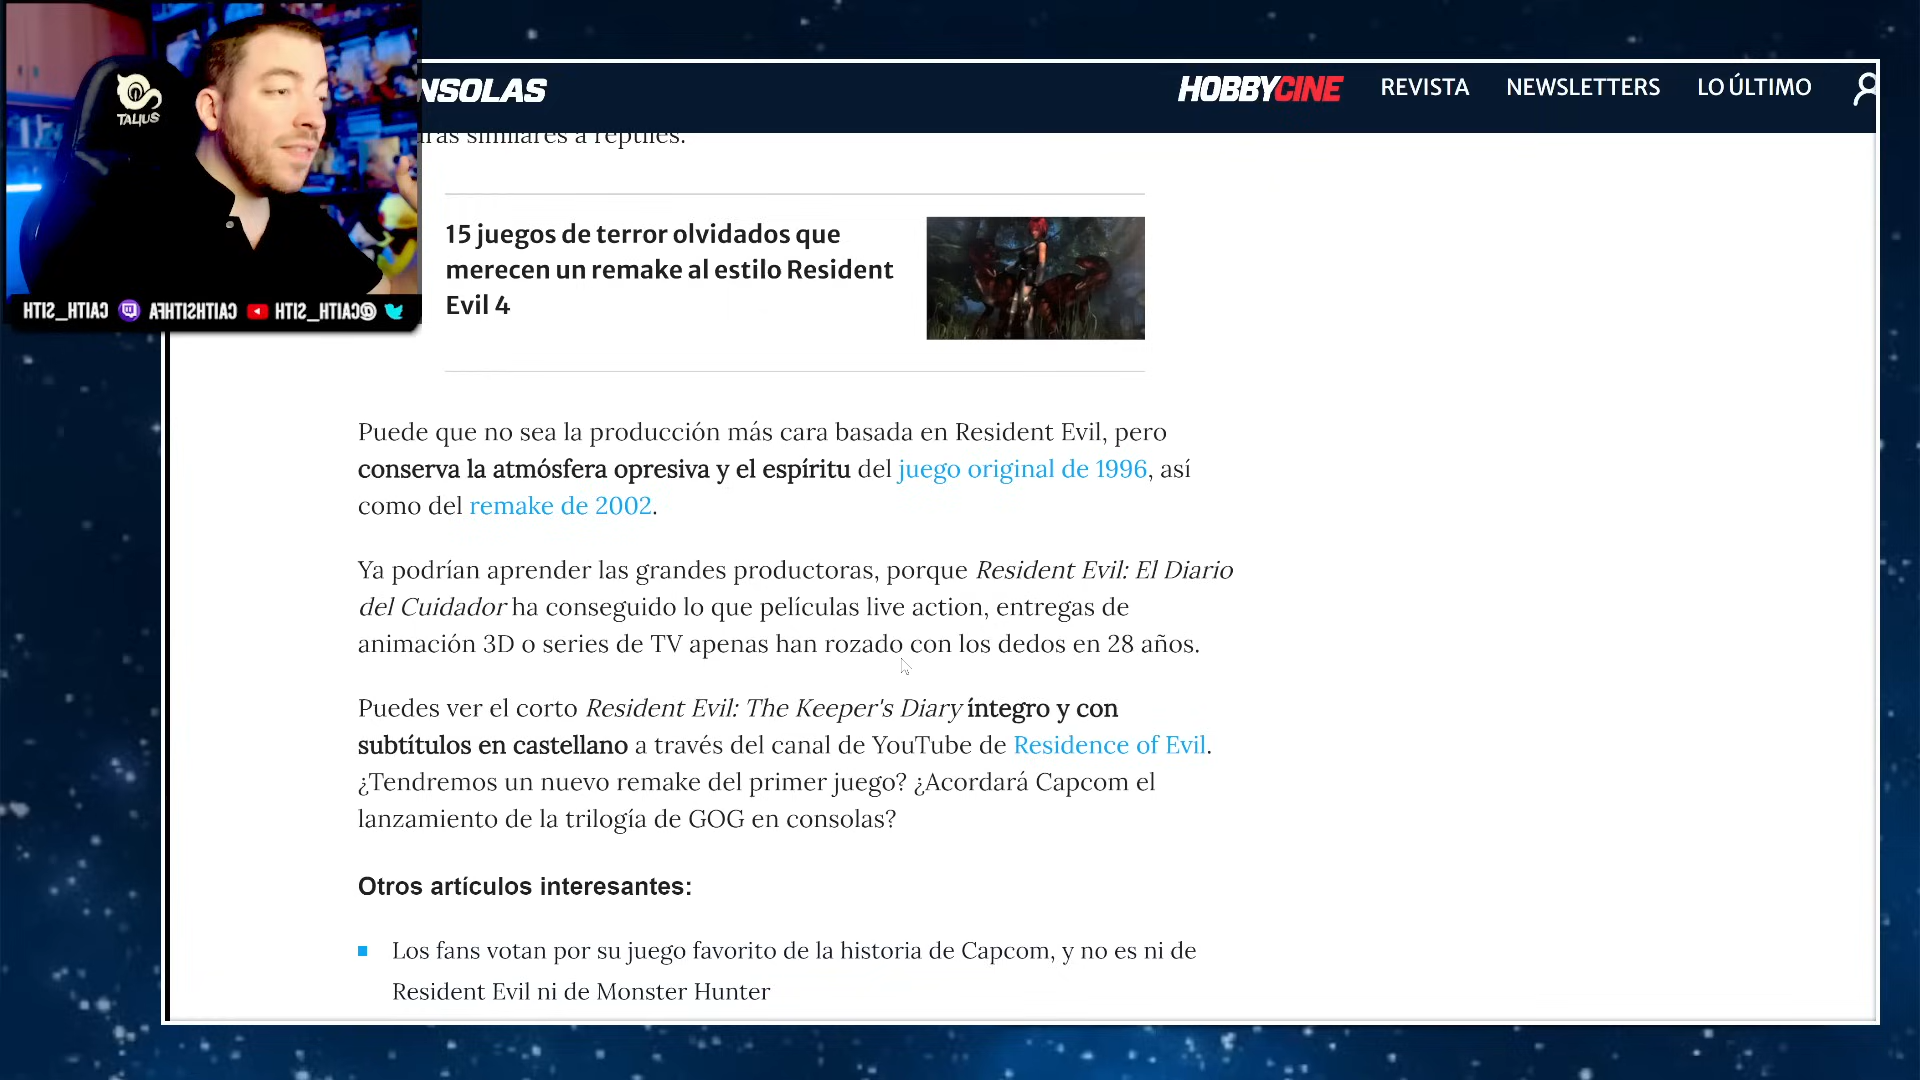 NSOLAS
HOBBYCINE
REVISTA
NEWSLETTERS
LO ÚLTIMO
ras similares a reptiles.
TALIUS
CAITH_SITH
CAITHSITHFA
@CAITH_SITH
15 juegos de terror olvidados que
merecen un remake al estilo Resident
Evil 4
Puede que no sea la producción más cara basada en Resident Evil, pero
conserva la atmósfera opresiva y el espíritu del juego original de 1996, así
como del remake de 2002.
Ya podrían aprender las grandes productoras, porque Resident Evil: El Diario
del Cuidador ha conseguido lo que películas live action, entregas de
animación 3D o series de TV apenas han rozado con los dedos en 28 años.
Puedes ver el corto Resident Evil: The Keeper's Diary íntegro y con
subtítulos en castellano a través del canal de YouTube de Residence of Evil.
¿Tendremos un nuevo remake del primer juego? ¿Acordará Capcom el
lanzamiento de la trilogía de GOG en consolas?
Otros artículos interesantes:
Los fans votan por su juego favorito de la historia de Capcom, y no es ni de
Resident Evil ni de Monster Hunter